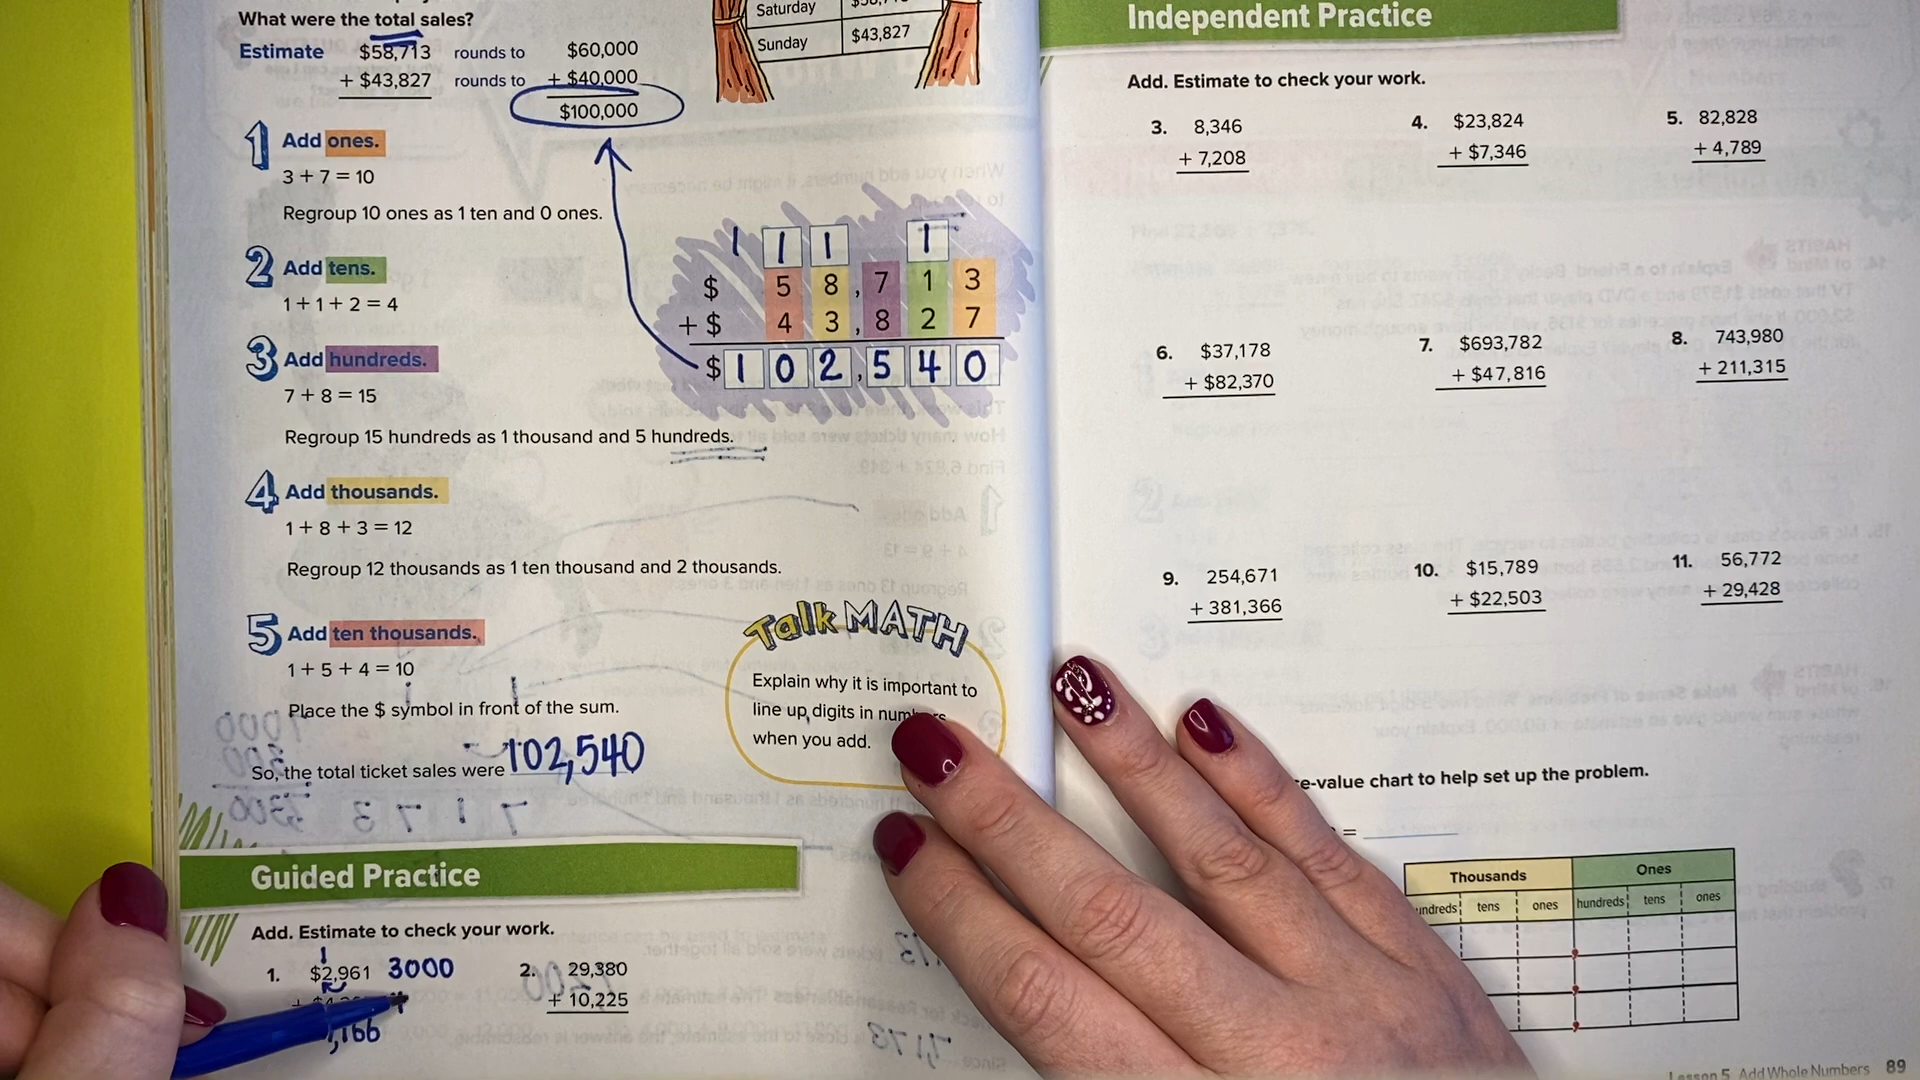 What were the total sales?
Estimate $58,713 rounds to $60,000
+ $43,827 rounds to + $40,000
$100,000
Saturday
Sunday $43,827
1 Add ones.
3 + 7 = 10
Regroup 10 ones as 1 ten and 0 ones.
2 Add tens.
1 + 1 + 2 = 4
3 Add hundreds.
7 + 8 = 15
Regroup 15 hundreds as 1 thousand and 5 hundreds.
4 Add thousands.
1 + 8 + 3 = 12
Regroup 12 thousands as 1 ten thousand and 2 thousands.
5 Add ten thousands.
1 + 5 + 4 = 10
Place the $ symbol in front of the sum.
So, the total ticket sales were 102,540
1 1 1 1
$ 5 8 , 7 1 3
+ $ 4 3 , 8 2 7
$ 1 0 2 , 5 4 0
Talk MATH
Explain why it is important to
line up digits in
when you add.
Guided Practice
Add. Estimate to check your work.
1
1. $2,961 3000
,166
2. 29,380
+ 10,225
Independent Practice
Add. Estimate to check your work.
3. 8,346
+ 7,208
4. $23,824
+ $7,346
5. 82,828
+ 4,789
6. $37,178
+ $82,370
7. $693,782
+ $47,816
8. 743,980
+ 211,315
9. 254,671
+ 381,366
10. $15,789
+ $22,503
11. 56,772
+ 29,428
e-value chart to help set up the problem.
=
Thousands Ones
undreds tens ones hundreds tens ones
Lesson 5 Add Whole Numbers 89